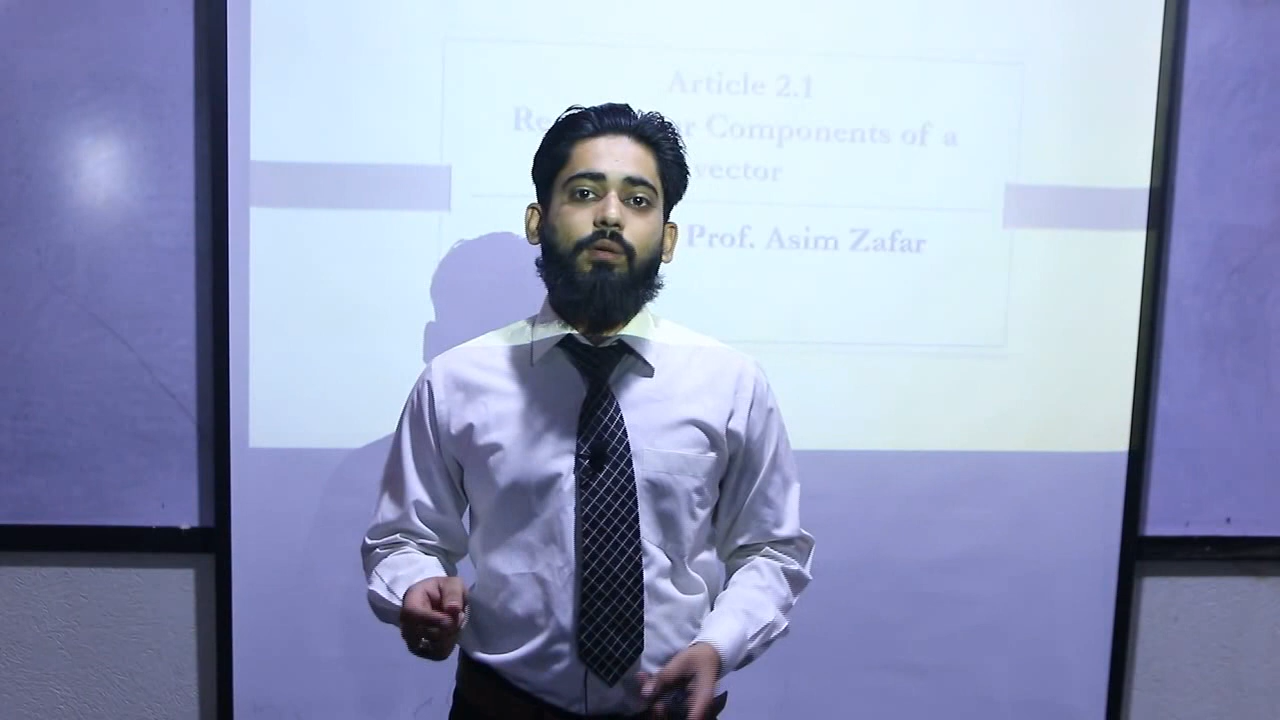 Article 2.1
Components of a
vector
Prof. Asim Zafar